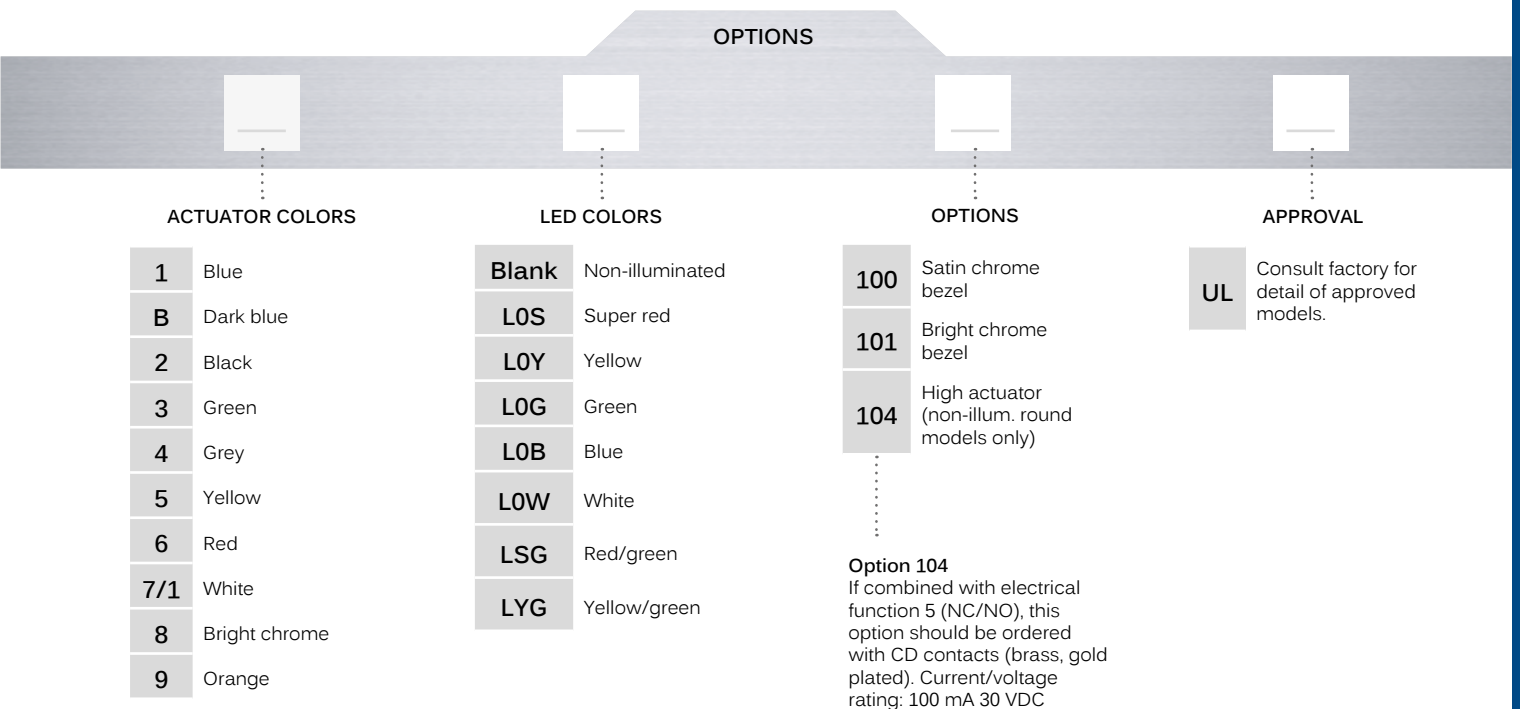 OPTIONS
ACTUATOR COLORS
1 Blue
B Dark blue
2 Black
3 Green
4 Grey
5 Yellow
6 Red
7/1 White
8 Bright chrome
9 Orange
LED COLORS
Blank Non-illuminated
L0S Super red
L0Y Yellow
L0G Green
L0B Blue
L0W White
LSG Red/green
LYG Yellow/green
OPTIONS
100 Satin chrome
bezel
101 Bright chrome
bezel
104 High actuator
(non-illum. round
models only)
Option 104
If combined with electrical
function 5 (NC/NO), this
option should be ordered
with CD contacts (brass, gold
plated). Current/voltage
rating: 100 mA 30 VDC
APPROVAL
UL Consult factory for
detail of approved
models.